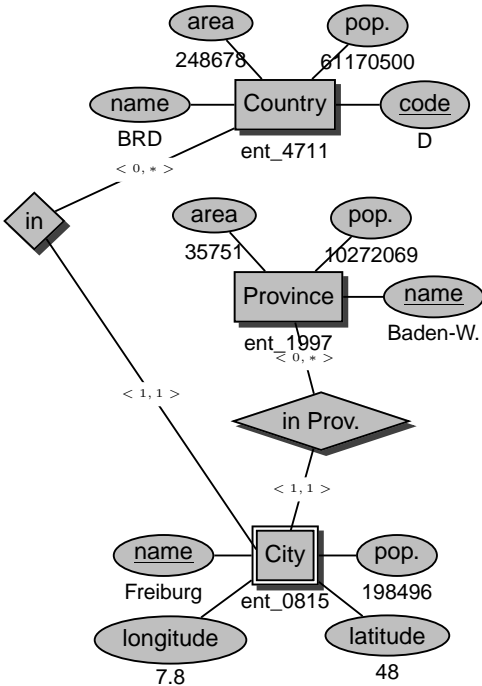 area
pop.
248678
61170500
name
Country
code
BRD
ent_4711
D
< 0, * >
in
area
pop.
35751
10272069
Province
name
ent_1997
Baden-W.
< 0, * >
< 1, 1 >
in Prov.
< 1, 1 >
name
City
pop.
Freiburg
ent_0815
198496
longitude
latitude
7.8
48